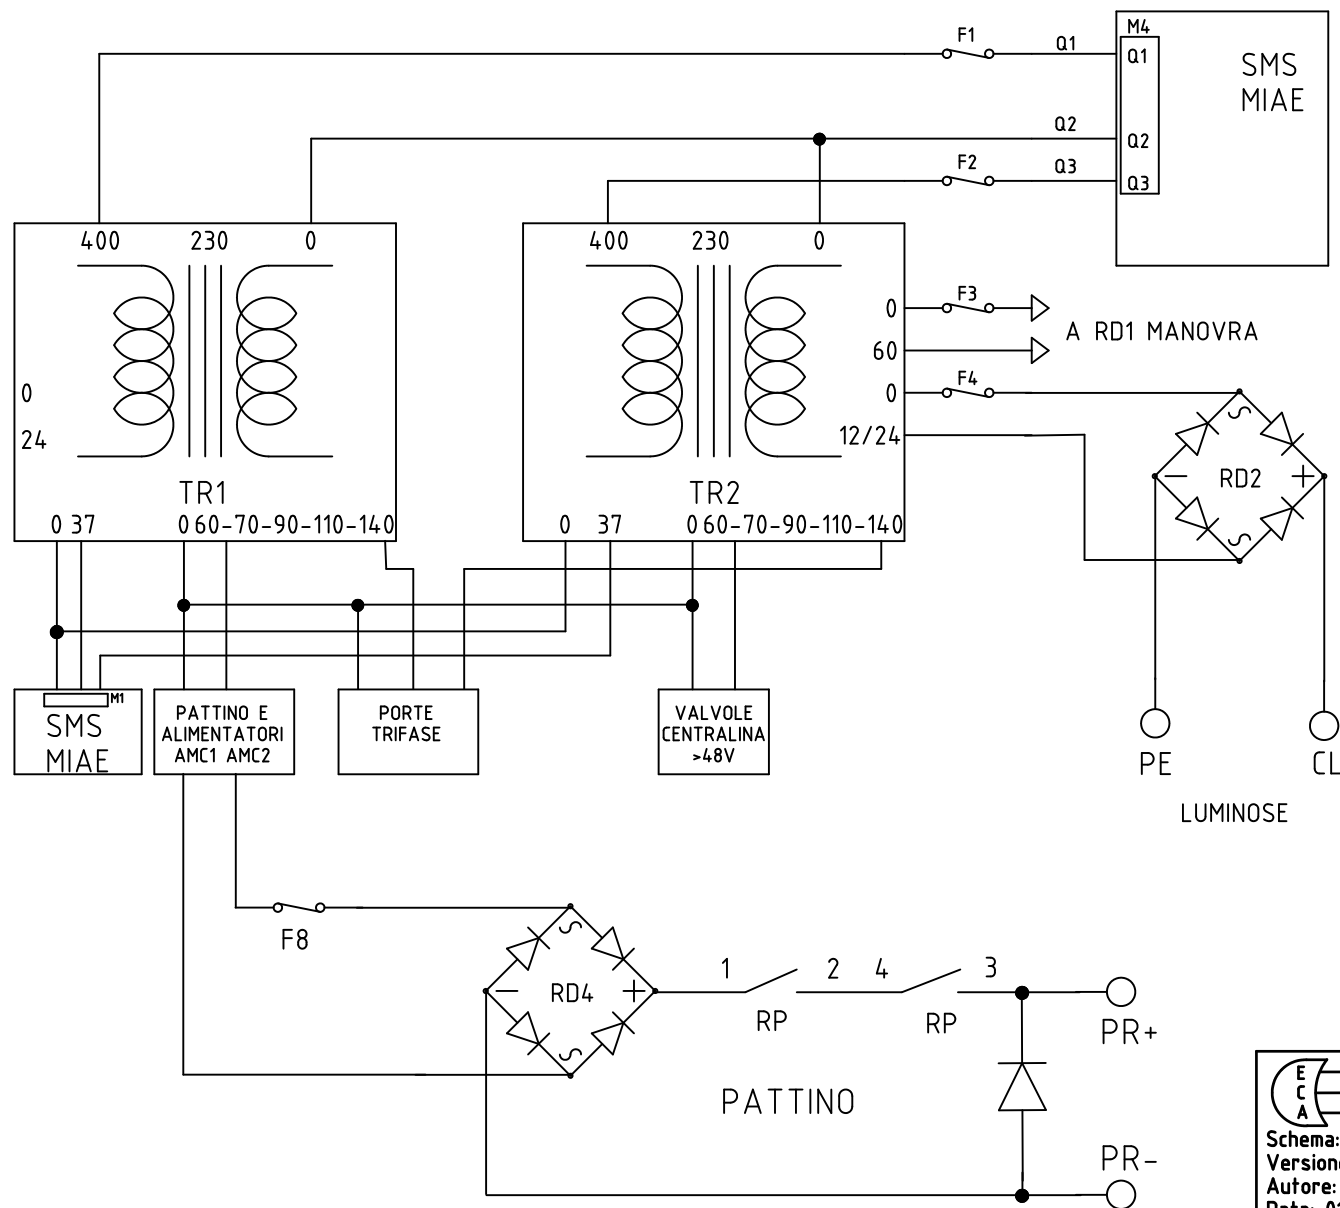 F1
Q1
M4
Q1
SMS
MIAE
Q2
Q2
F2
Q3
Q3
400 230 0
400 230 0
0
F3
A RD1 MANOVRA
60
0
F4
12/24
0
24
S
- RD2 +
S
TR1
TR2
0 37 0 60-70-90-110-140
0 37 0 60-70-90-110-140
M1
SMS
MIAE
PATTINO E
ALIMENTATORI
AMC1 AMC2
PORTE
TRIFASE
VALVOLE
CENTRALINA
>48V
PE
CL
LUMINOSE
F8
S
- RD4 +
S
1 2 4 3
RP RP
PR+
PATTINO
PR-
E
C
A
Schema:
Versione
Autore: